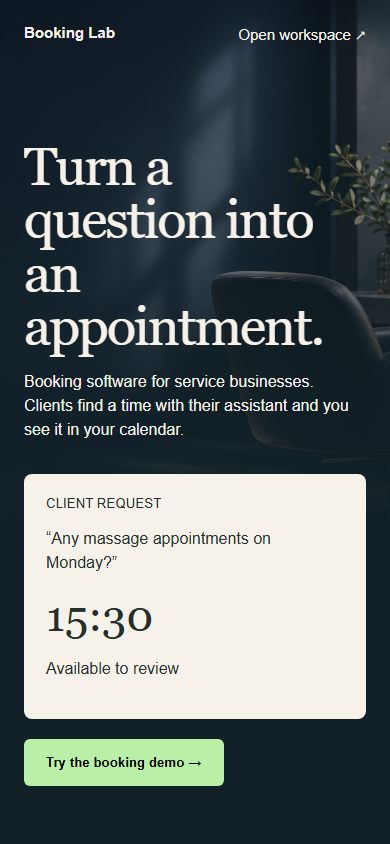 Booking Lab
Open workspace ↗
Turn a
question into
an
appointment.
Booking software for service businesses.
Clients find a time with their assistant and you
see it in your calendar.
CLIENT REQUEST
“Any massage appointments on
Monday?”
15:30
Available to review
Try the booking demo →